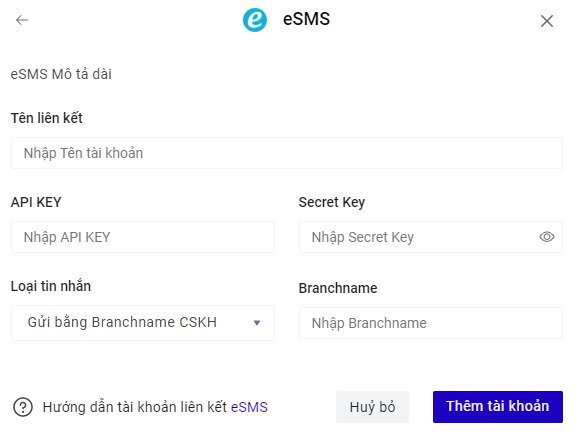 eSMS
eSMS Mô tả dài
Tên liên kết
Nhập Tên tài khoản
API KEY
Secret Key
Nhập API KEY
Nhập Secret Key
Loại tin nhắn
Branchname
Gửi bằng Branchname CSKH
Nhập Branchname
Hướng dẫn tài khoản liên kết eSMS
Huỷ bỏ
Thêm tài khoản